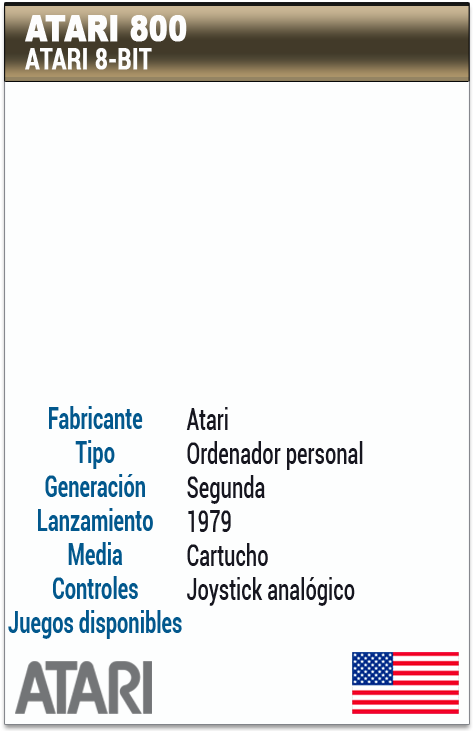 ATARI 800
ATARI 8-BIT
Fabricante Atari
Tipo Ordenador personal
Generación Segunda
Lanzamiento 1979
Media Cartucho
Controles Joystick analógico
Juegos disponibles
ATARI